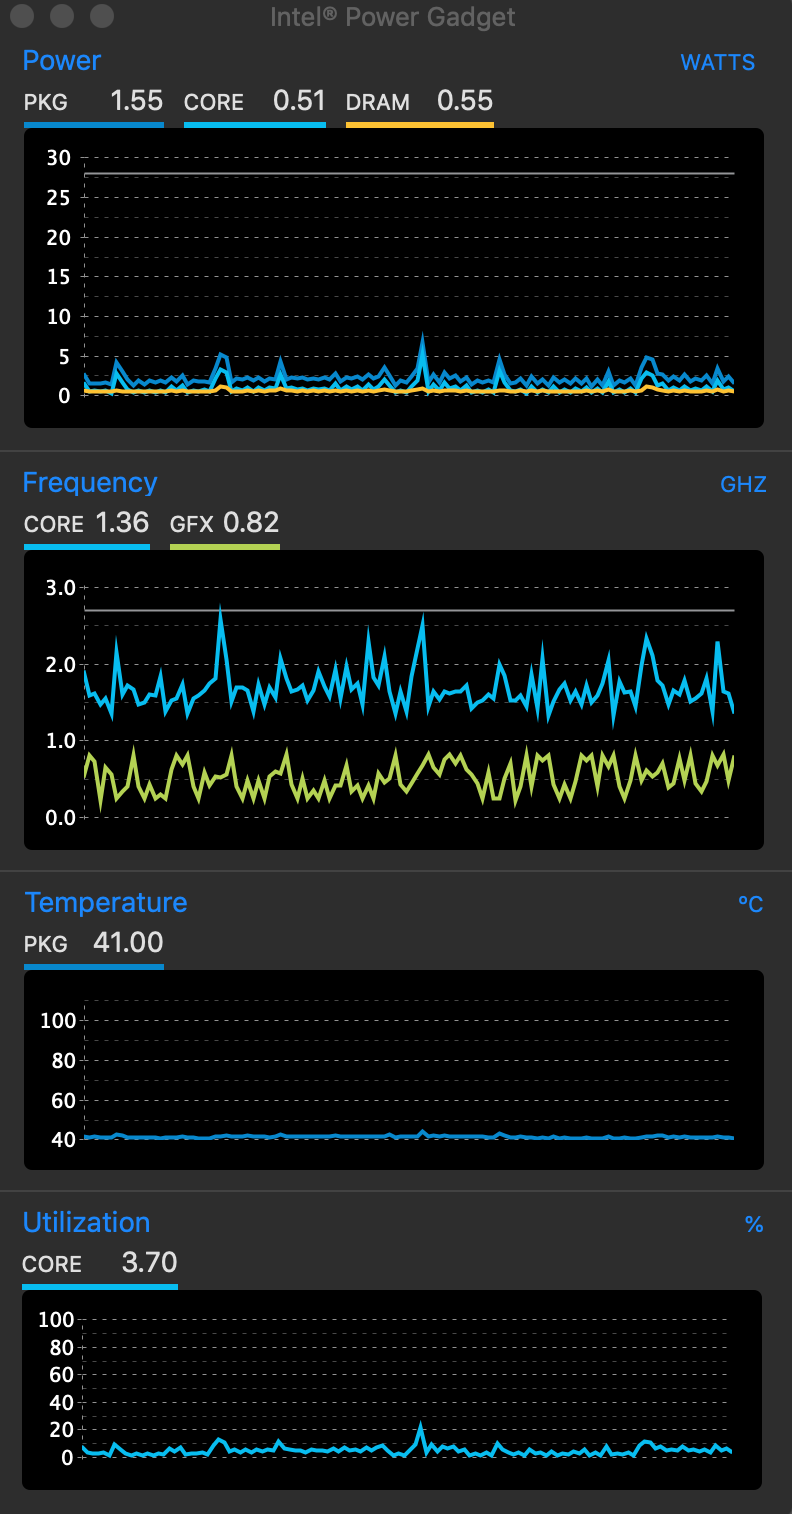 Intel® Power Gadget
Power WATTS
PKG 1.55 CORE 0.51 DRAM 0.55
30
25
20
15
10
5
0
Frequency GHZ
CORE 1.36 GFX 0.82
3.0
2.0
1.0
0.0
Temperature ºC
PKG 41.00
100
80
60
40
Utilization %
CORE 3.70
100
80
60
40
20
0